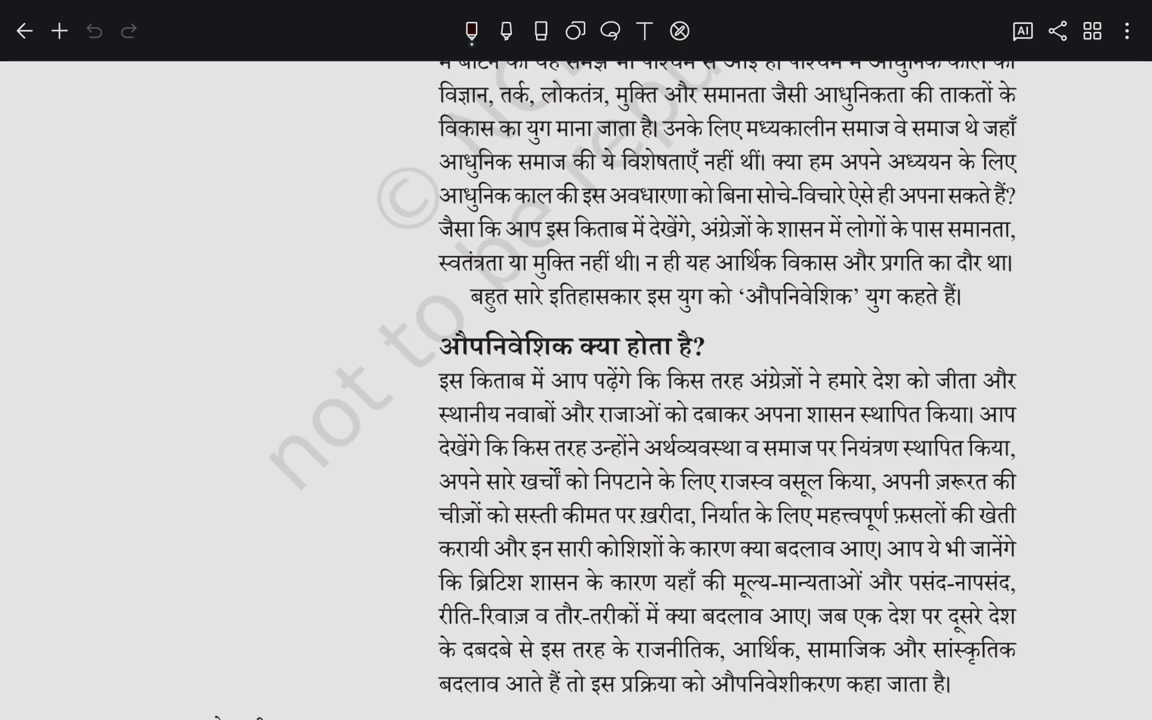 विज्ञान, तर्क, लोकतंत्र, मुक्ति और समानता जैसी आधुनिकता की ताकतों के
विकास का युग माना जाता है। उनके लिए मध्यकालीन समाज वे समाज थे जहाँ
आधुनिक समाज की ये विशेषताएँ नहीं थीं। क्या हम अपने अध्ययन के लिए
आधुनिक काल की इस अवधारणा को बिना सोचे-विचारे ऐसे ही अपना सकते हैं?
जैसा कि आप इस किताब में देखेंगे, अंग्रेज़ों के शासन में लोगों के पास समानता,
स्वतंत्रता या मुक्ति नहीं थी। न ही यह आर्थिक विकास और प्रगति का दौर था।
बहुत सारे इतिहासकार इस युग को ‘औपनिवेशिक’ युग कहते हैं।
औपनिवेशिक क्या होता है?
इस किताब में आप पढ़ेंगे कि किस तरह अंग्रेज़ों ने हमारे देश को जीता और
स्थानीय नवाबों और राजाओं को दबाकर अपना शासन स्थापित किया। आप
देखेंगे कि किस तरह उन्होंने अर्थव्यवस्था व समाज पर नियंत्रण स्थापित किया,
अपने सारे खर्चों को निपटाने के लिए राजस्व वसूल किया, अपनी ज़रूरत की
चीज़ों को सस्ती कीमत पर ख़रीदा, निर्यात के लिए महत्त्वपूर्ण फ़सलों की खेती
करायी और इन सारी कोशिशों के कारण क्या बदलाव आए। आप ये भी जानेंगे
कि ब्रिटिश शासन के कारण यहाँ की मूल्य-मान्यताओं और पसंद-नापसंद,
रीति-रिवाज़ व तौर-तरीकों में क्या बदलाव आए। जब एक देश पर दूसरे देश
के दबदबे से इस तरह के राजनीतिक, आर्थिक, सामाजिक और सांस्कृतिक
बदलाव आते हैं तो इस प्रक्रिया को औपनिवेशीकरण कहा जाता है।
not to be